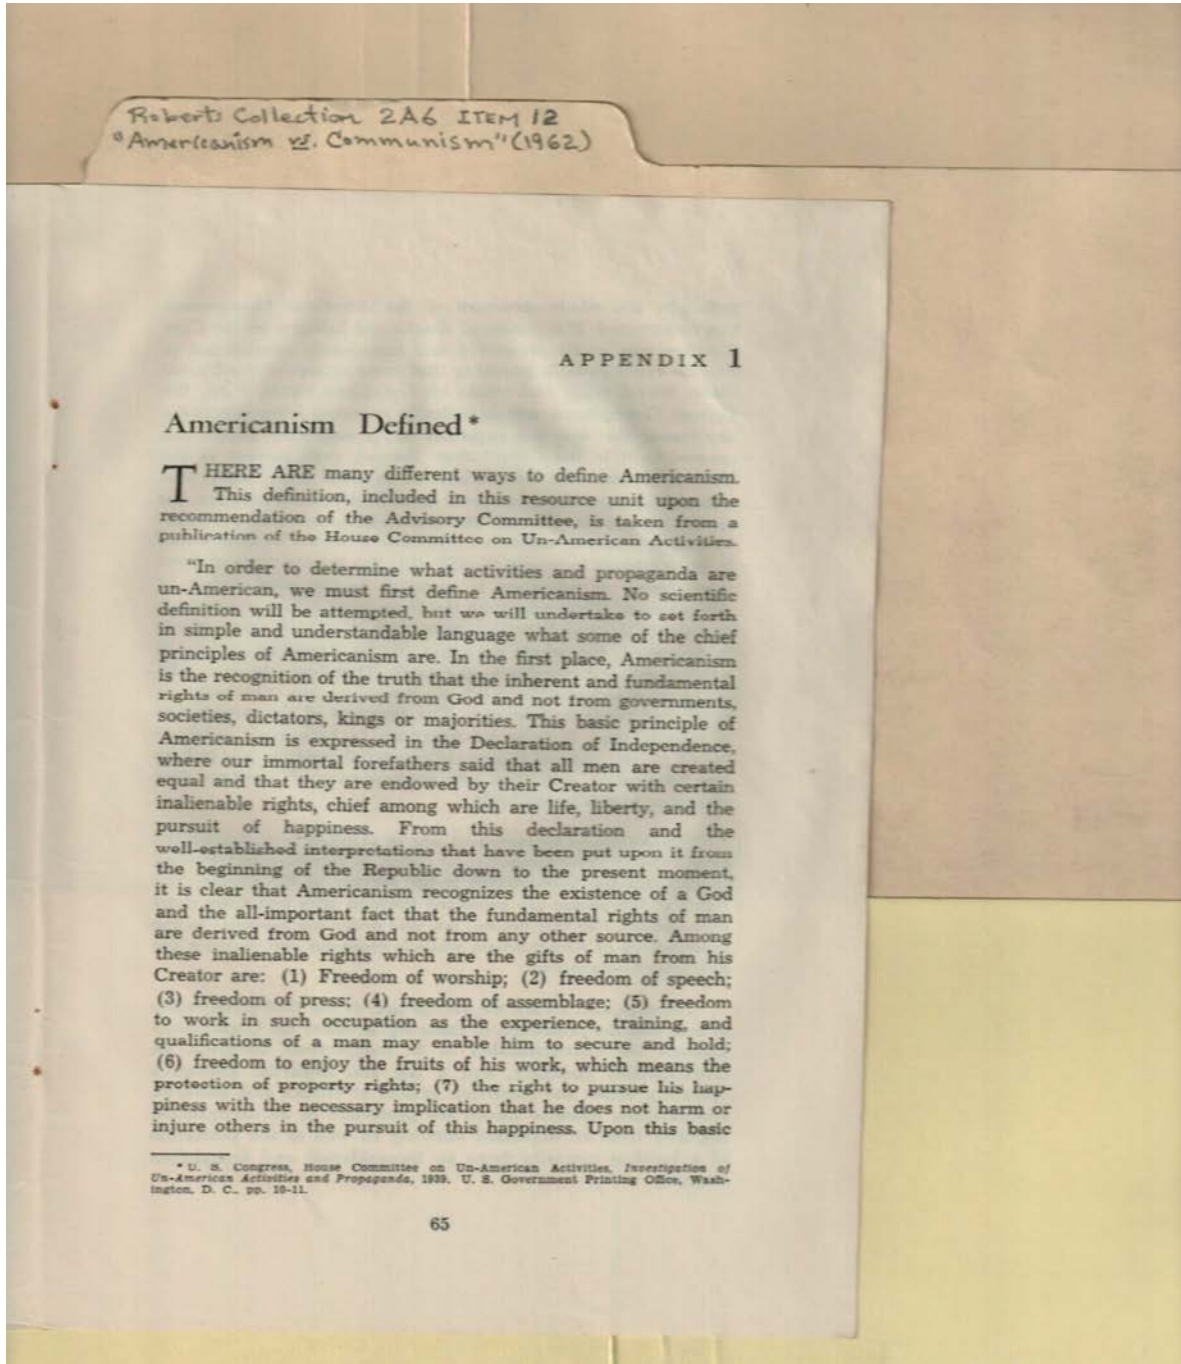 Roberts Collection 2A6 ITEM 12
"Americanism vs. Communism" (1962)
APPENDIX 1
Americanism Defined *
THERE ARE many different ways to define Americanism.
This definition, included in this resource unit upon the
recommendation of the Advisory Committee, is taken from a
publication of the House Committee on Un-American Activities.
"In order to determine what activities and propaganda are
un-American, we must first define Americanism. No scientific
definition will be attempted, but we will undertake to set forth
in simple and understandable language what some of the chief
principles of Americanism are. In the first place, Americanism
is the recognition of the truth that the inherent and fundamental
rights of man are derived from God and not from governments,
societies, dictators, kings or majorities. This basic principle of
Americanism is expressed in the Declaration of Independence,
where our immortal forefathers said that all men are created
equal and that they are endowed by their Creator with certain
inalienable rights, chief among which are life, liberty, and the
pursuit of happiness. From this declaration and the
well-established interpretations that have been put upon it from
the beginning of the Republic down to the present moment,
it is clear that Americanism recognizes the existence of a God
and the all-important fact that the fundamental rights of man
are derived from God and not from any other source. Among
these inalienable rights which are the gifts of man from his
Creator are: (1) Freedom of worship; (2) freedom of speech;
(3) freedom of press; (4) freedom of assemblage; (5) freedom
to work in such occupation as the experience, training, and
qualifications of a man may enable him to secure and hold;
(6) freedom to enjoy the fruits of his work, which means the
protection of property rights; (7) the right to pursue his hap-
piness with the necessary implication that he does not harm or
injure others in the pursuit of this happiness. Upon this basic
* U. S. Congress, House Committee on Un-American Activities, Investigation of
Un-American Activities and Propaganda, 1939. U. S. Government Printing Office, Wash-
ington, D. C., pp. 10-11.
65